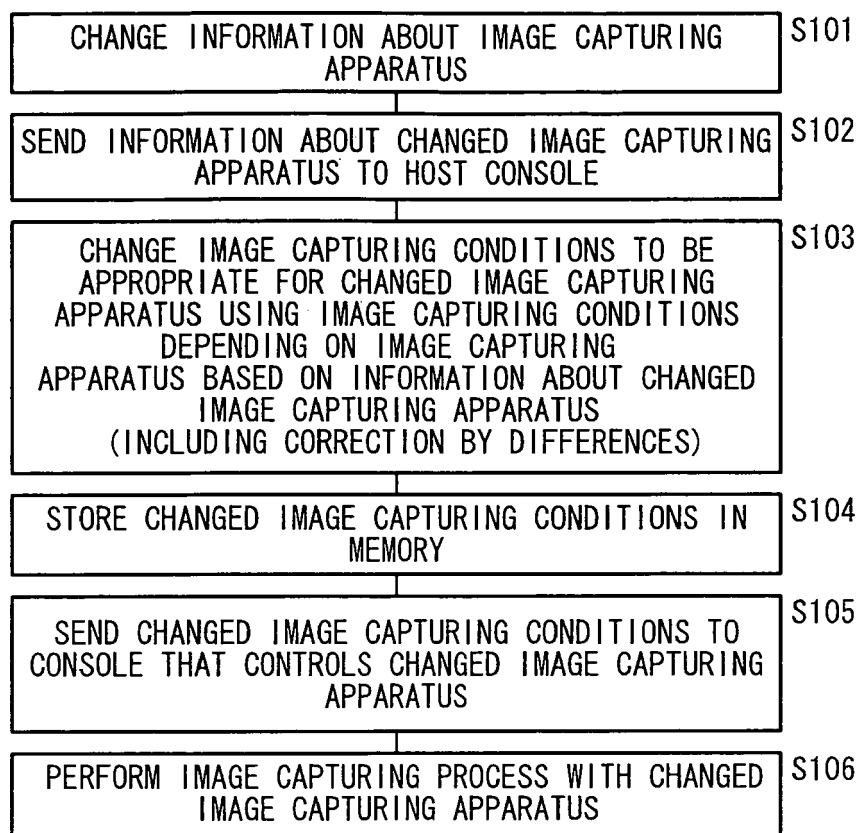 CHANGE INFORMATION ABOUT IMAGE CAPTURING
APPARATUS
S101
SEND INFORMATION ABOUT CHANGED IMAGE CAPTURING
APPARATUS TO HOST CONSOLE
S102
CHANGE IMAGE CAPTURING CONDITIONS TO BE
APPROPRIATE FOR CHANGED IMAGE CAPTURING
APPARATUS USING IMAGE CAPTURING CONDITIONS
DEPENDING ON IMAGE CAPTURING
APPARATUS BASED ON INFORMATION ABOUT CHANGED
IMAGE CAPTURING APPARATUS
(INCLUDING CORRECTION BY DIFFERENCES)
S103
STORE CHANGED IMAGE CAPTURING CONDITIONS IN
MEMORY
S104
SEND CHANGED IMAGE CAPTURING CONDITIONS TO
CONSOLE THAT CONTROLS CHANGED IMAGE CAPTURING
APPARATUS
S105
PERFORM IMAGE CAPTURING PROCESS WITH CHANGED
IMAGE CAPTURING APPARATUS
S106